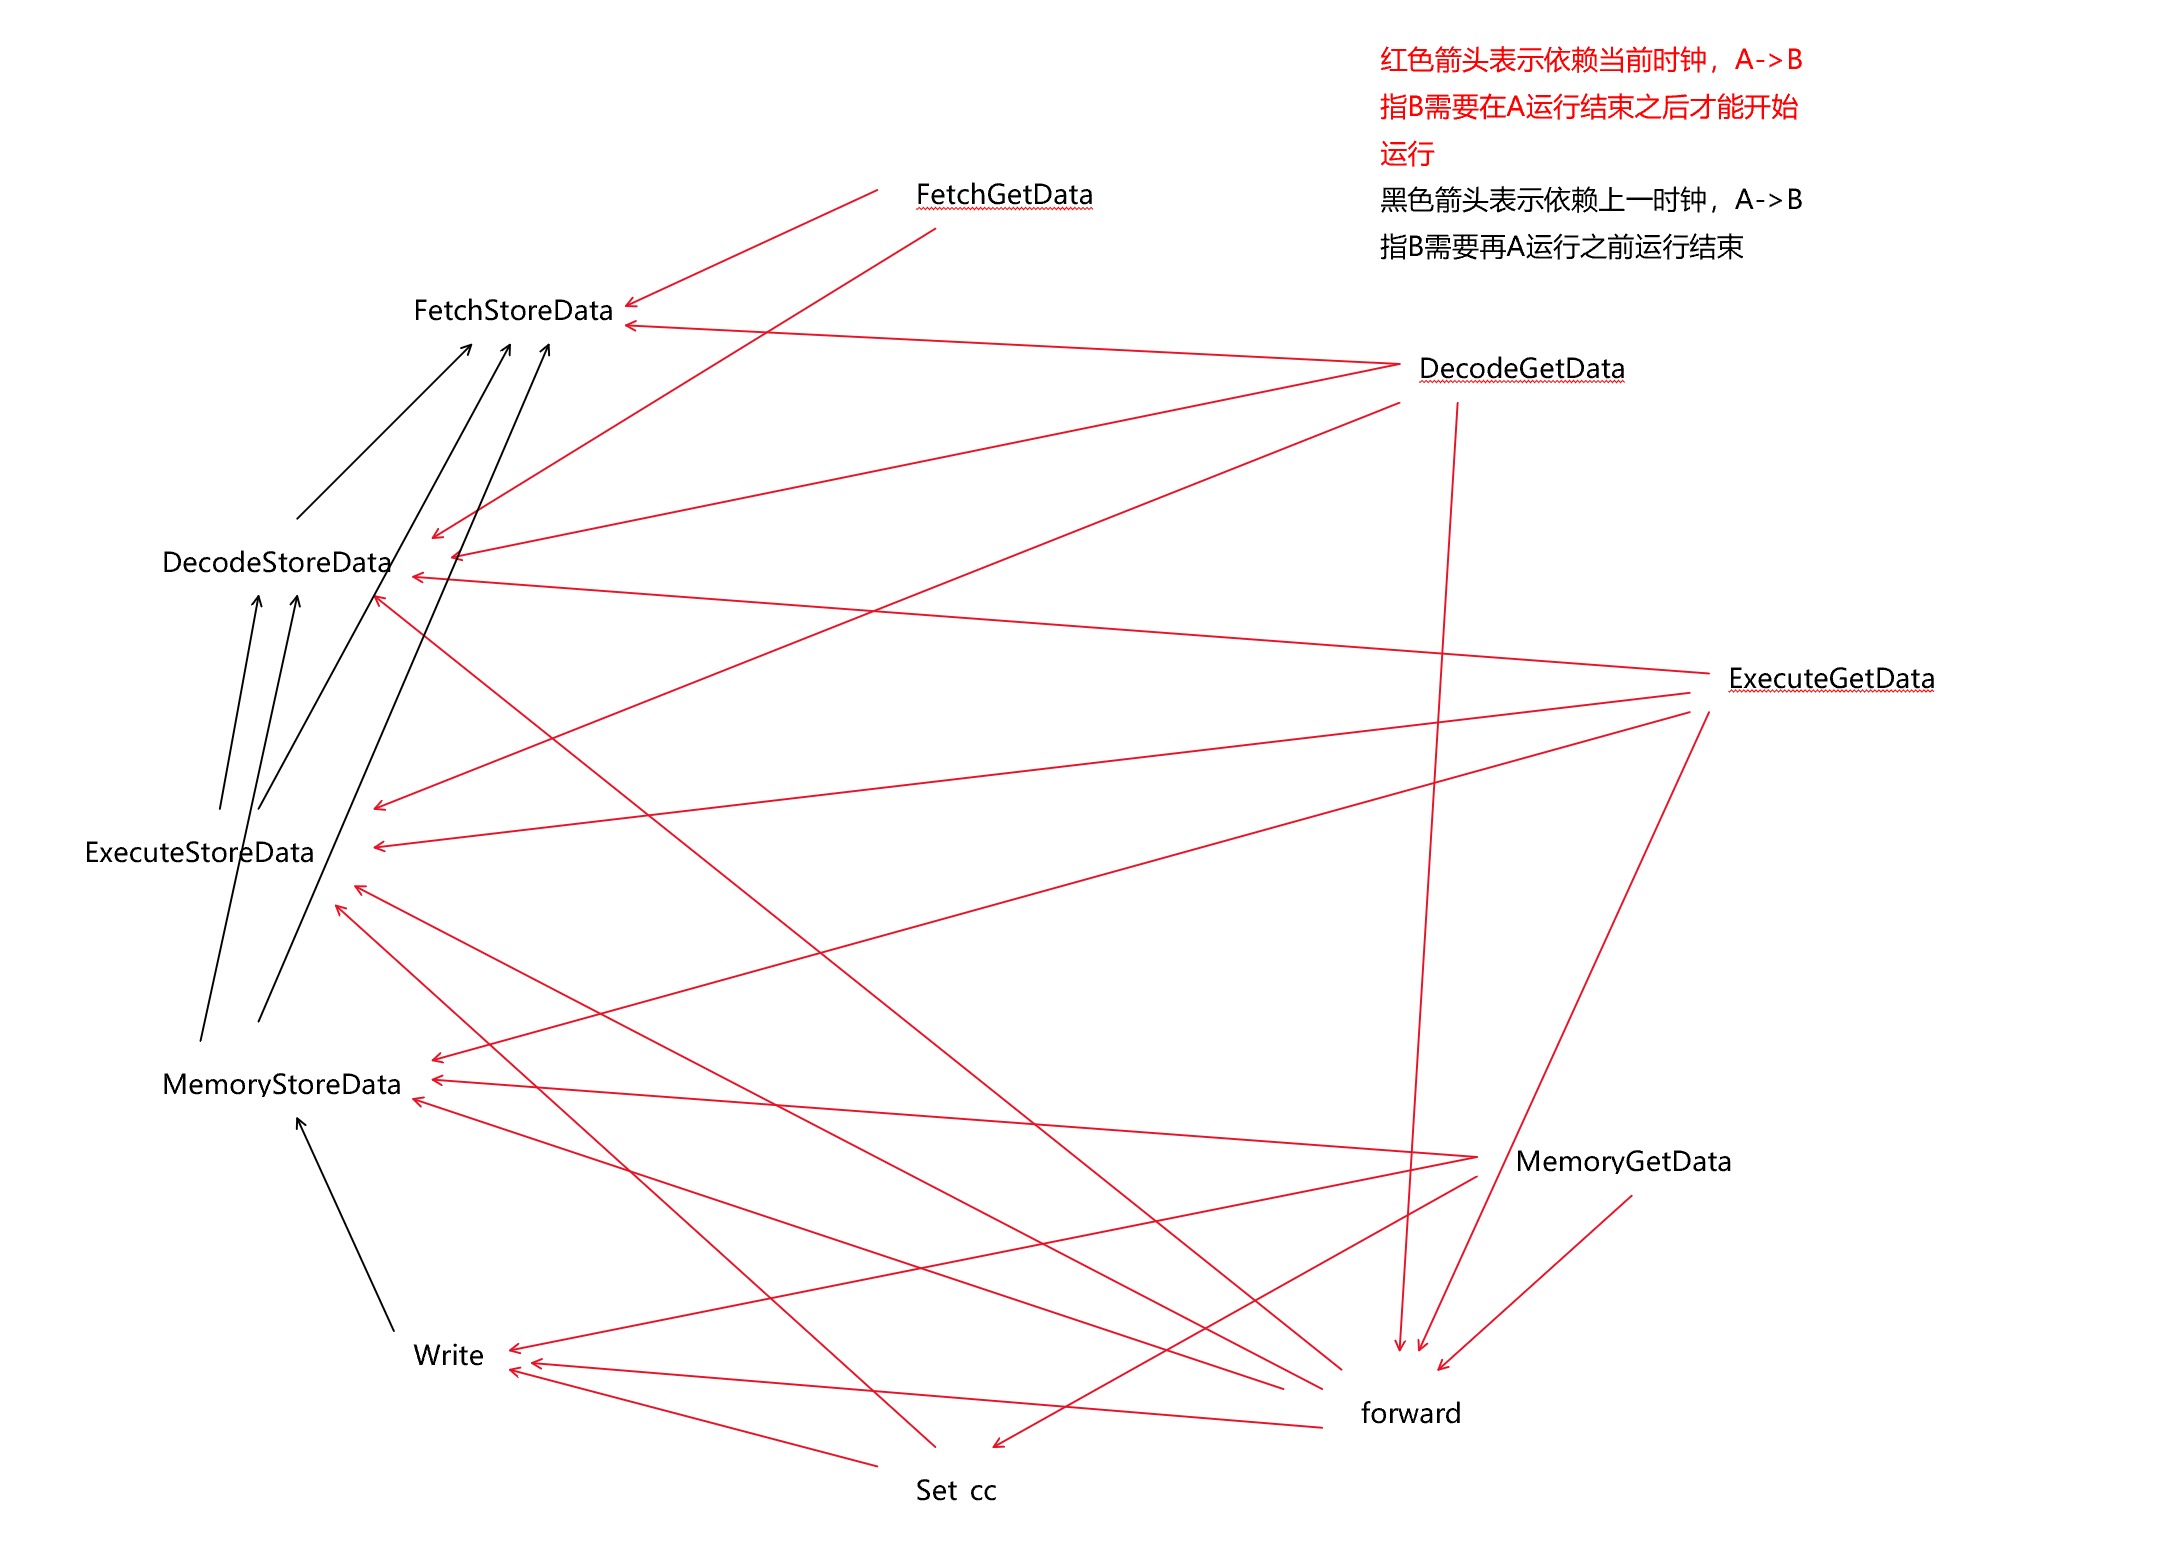 红色箭头表示依赖当前时钟，A->B
指B需要在A运行结束之后才能开始
运行
黑色箭头表示依赖上一时钟，A->B
指B需要再A运行之前运行结束
FetchGetData
FetchStoreData
DecodeGetData
DecodeStoreData
ExecuteGetData
ExecuteStoreData
MemoryStoreData
MemoryGetData
Write
forward
Set cc